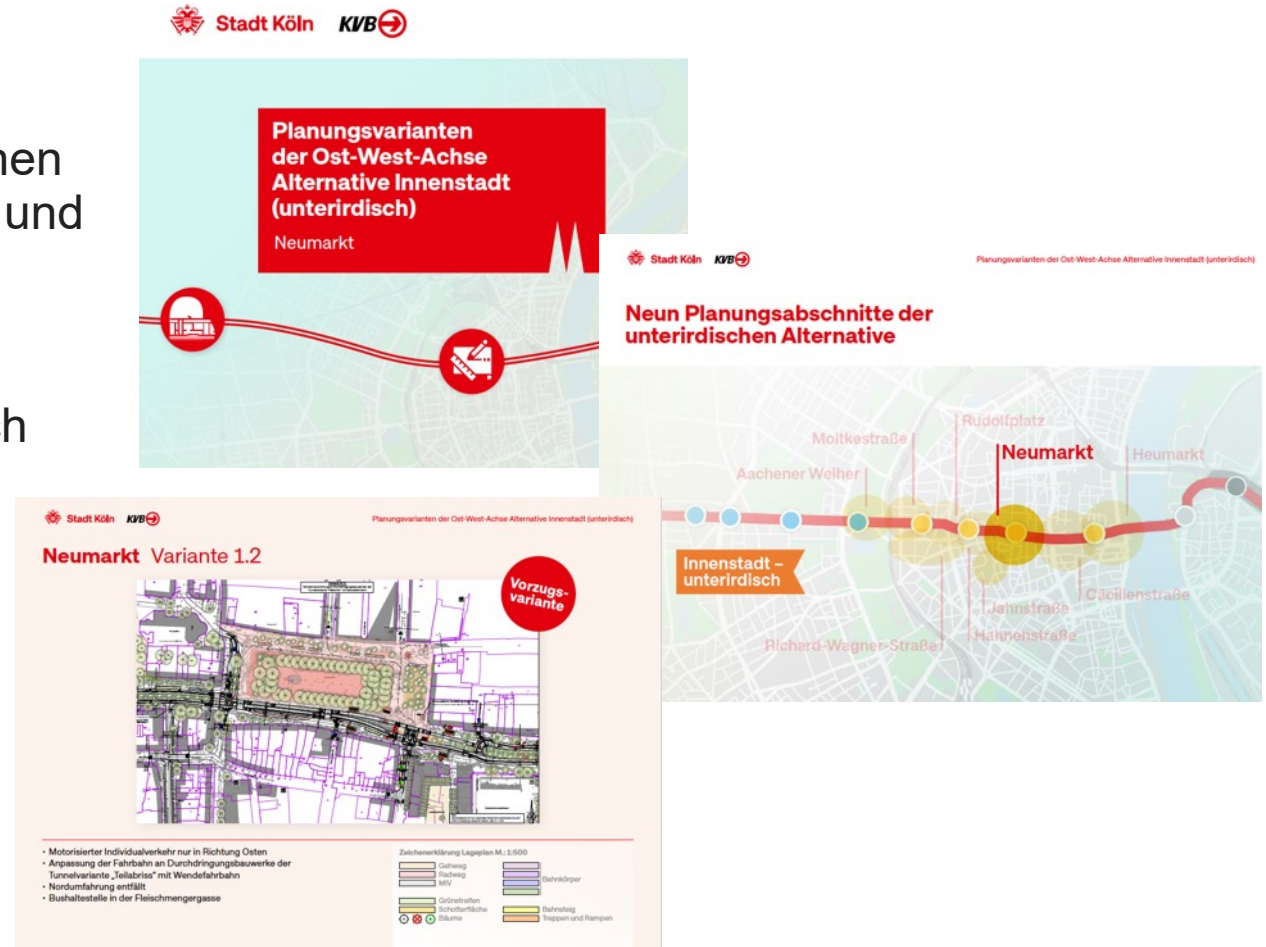 Stadt Köln KVB
nen
und
ch
Planungsvarianten
der Ost-West-Achse
Alternative Innenstadt
(unterirdisch)
Neumarkt
Stadt Köln KVB
Planungsvarianten der Ost-West-Achse Alternative Innenstadt (unterirdisch)
Neun Planungsabschnitte der
unterirdischen Alternative
Rudolfplatz
Moltkestraße
Neumarkt
Heumarkt
Aachener Weiher
Innenstadt –
unterirdisch
Cäcilienstraße
Jahnstraße
Hahnenstraße
Richard-Wagner-Straße
Stadt Köln KVB
Planungsvarianten der Ost-West-Achse Alternative Innenstadt (unterirdisch)
Neumarkt Variante 1.2
Vorzugs-
variante
• Motorisierter Individualverkehr nur in Richtung Osten
• Anpassung der Fahrbahn an Durchdringungsbauwerke der
Tunnelvariante „Teilabriss“ mit Wendefahrbahn
• Nordumfahrung entfällt
• Bushaltestelle in der Fleischmengergasse
Zeichenerklärung Lageplan M.: 1:500
Gehweg
Radweg
MIV
Bahnkörper
Grünstreifen
Schotterfläche
Bäume
Bahnsteig
Treppen und Rampen